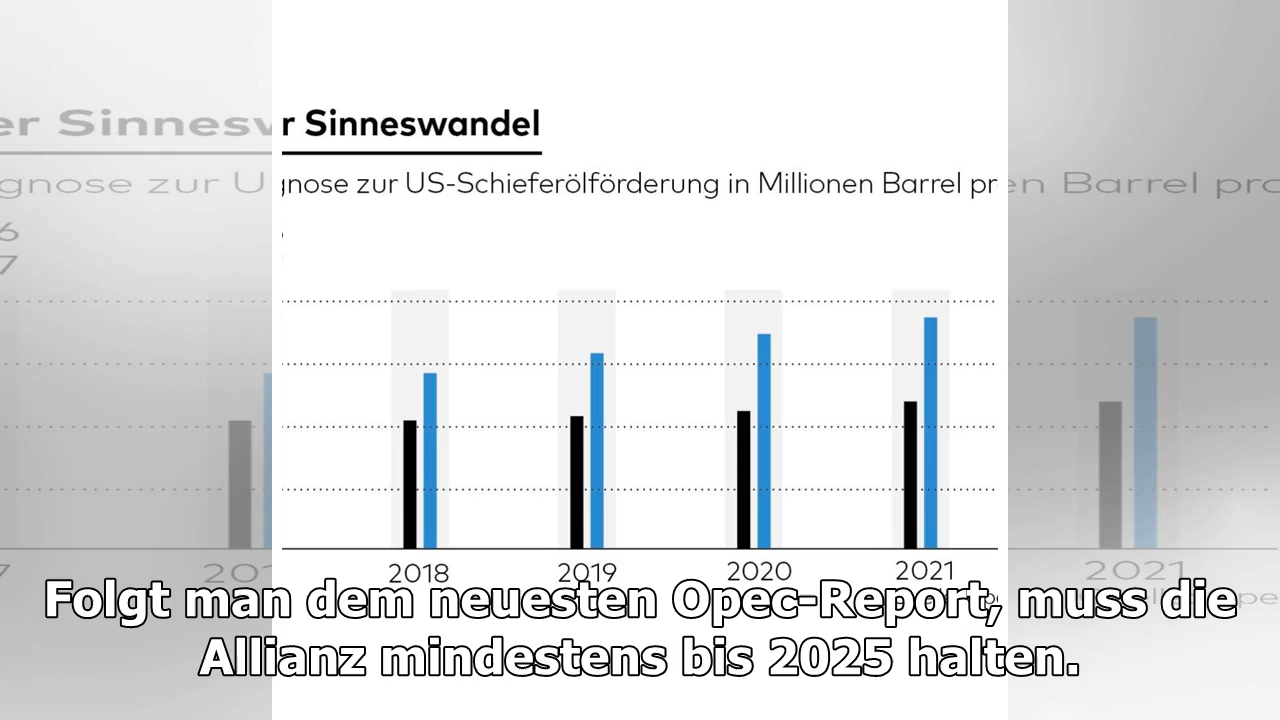 r Sinneswandel
gnose zur US-Schieferölförderung in Millionen Barrel pr
2018 2019 2020 2021
Folgt man dem neuesten Opec-Report, muss die
Allianz mindestens bis 2025 halten.